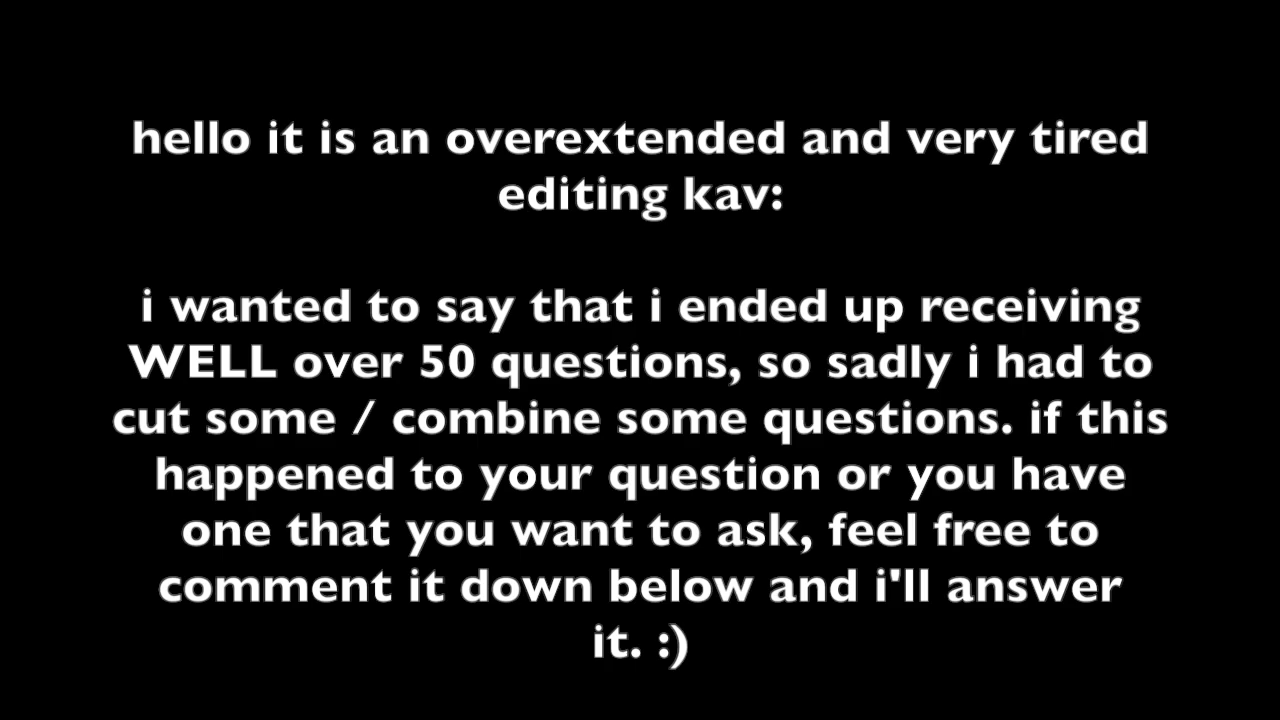 hello it is an overextended and very tired
editing kav:
i wanted to say that i ended up receiving
WELL over 50 questions, so sadly i had to
cut some / combine some questions. if this
happened to your question or you have
one that you want to ask, feel free to
comment it down below and i'll answer
it. :)